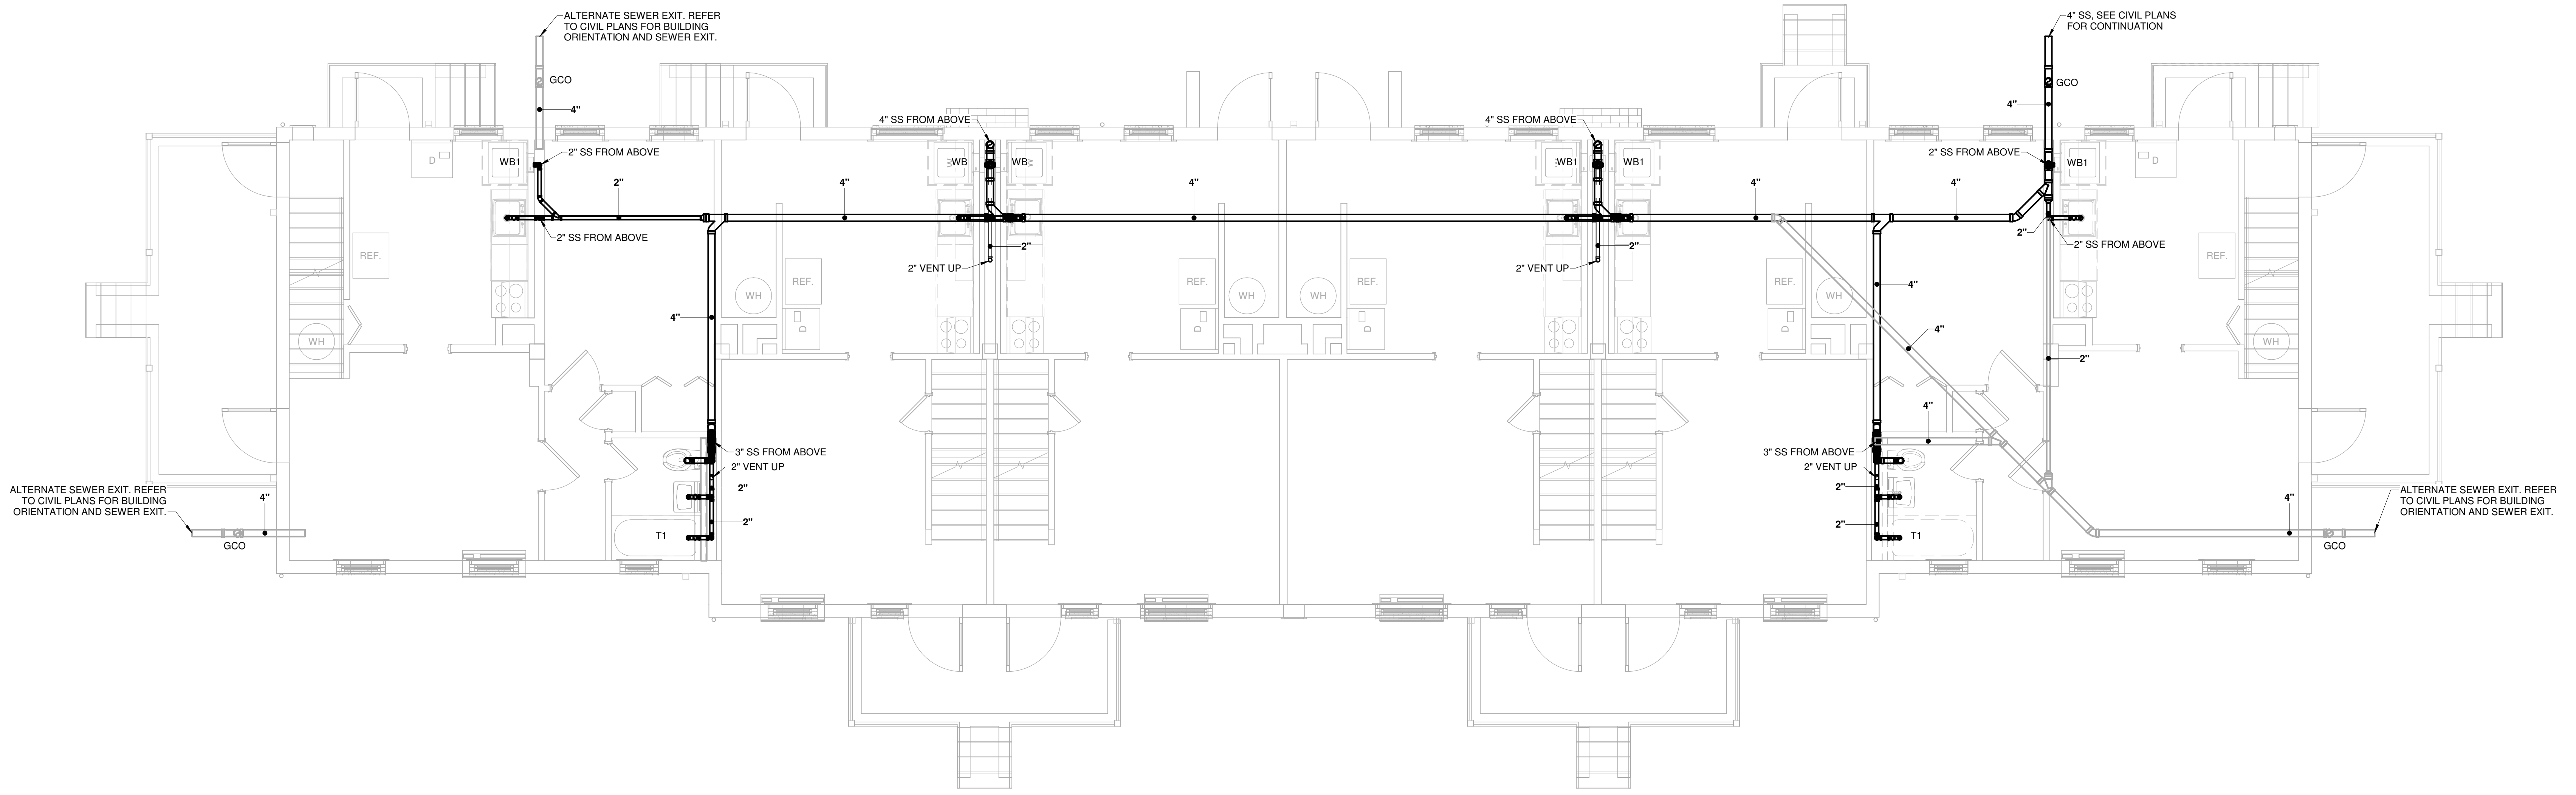 ALTERNATE SEWER EXIT. REFER
TO CIVIL PLANS FOR BUILDING
ORIENTATION AND SEWER EXIT.
4" SS, SEE CIVIL PLANS
FOR CONTINUATION
GCO
GCO
4"
4"
4" SS FROM ABOVE
4" SS FROM ABOVE
2" SS FROM ABOVE
2" SS FROM ABOVE
D
WB1
WB
WB
WB1
WB1
WB1
D
2"
4"
4"
4"
4"
2" SS FROM ABOVE
2"
2" SS FROM ABOVE
2"
2"
REF.
REF.
2" VENT UP
2" VENT UP
WH
REF.
REF.
WH
WH
REF.
REF.
WH
4"
4"
D
D
D
D
4"
WH
WH
2"
4"
3" SS FROM ABOVE
3" SS FROM ABOVE
2" VENT UP
2" VENT UP
2"
2"
2"
2"
T1
T1
ALTERNATE SEWER EXIT. REFER
TO CIVIL PLANS FOR BUILDING
ORIENTATION AND SEWER EXIT.
4"
GCO
ALTERNATE SEWER EXIT. REFER
TO CIVIL PLANS FOR BUILDING
ORIENTATION AND SEWER EXIT.
4"
GCO